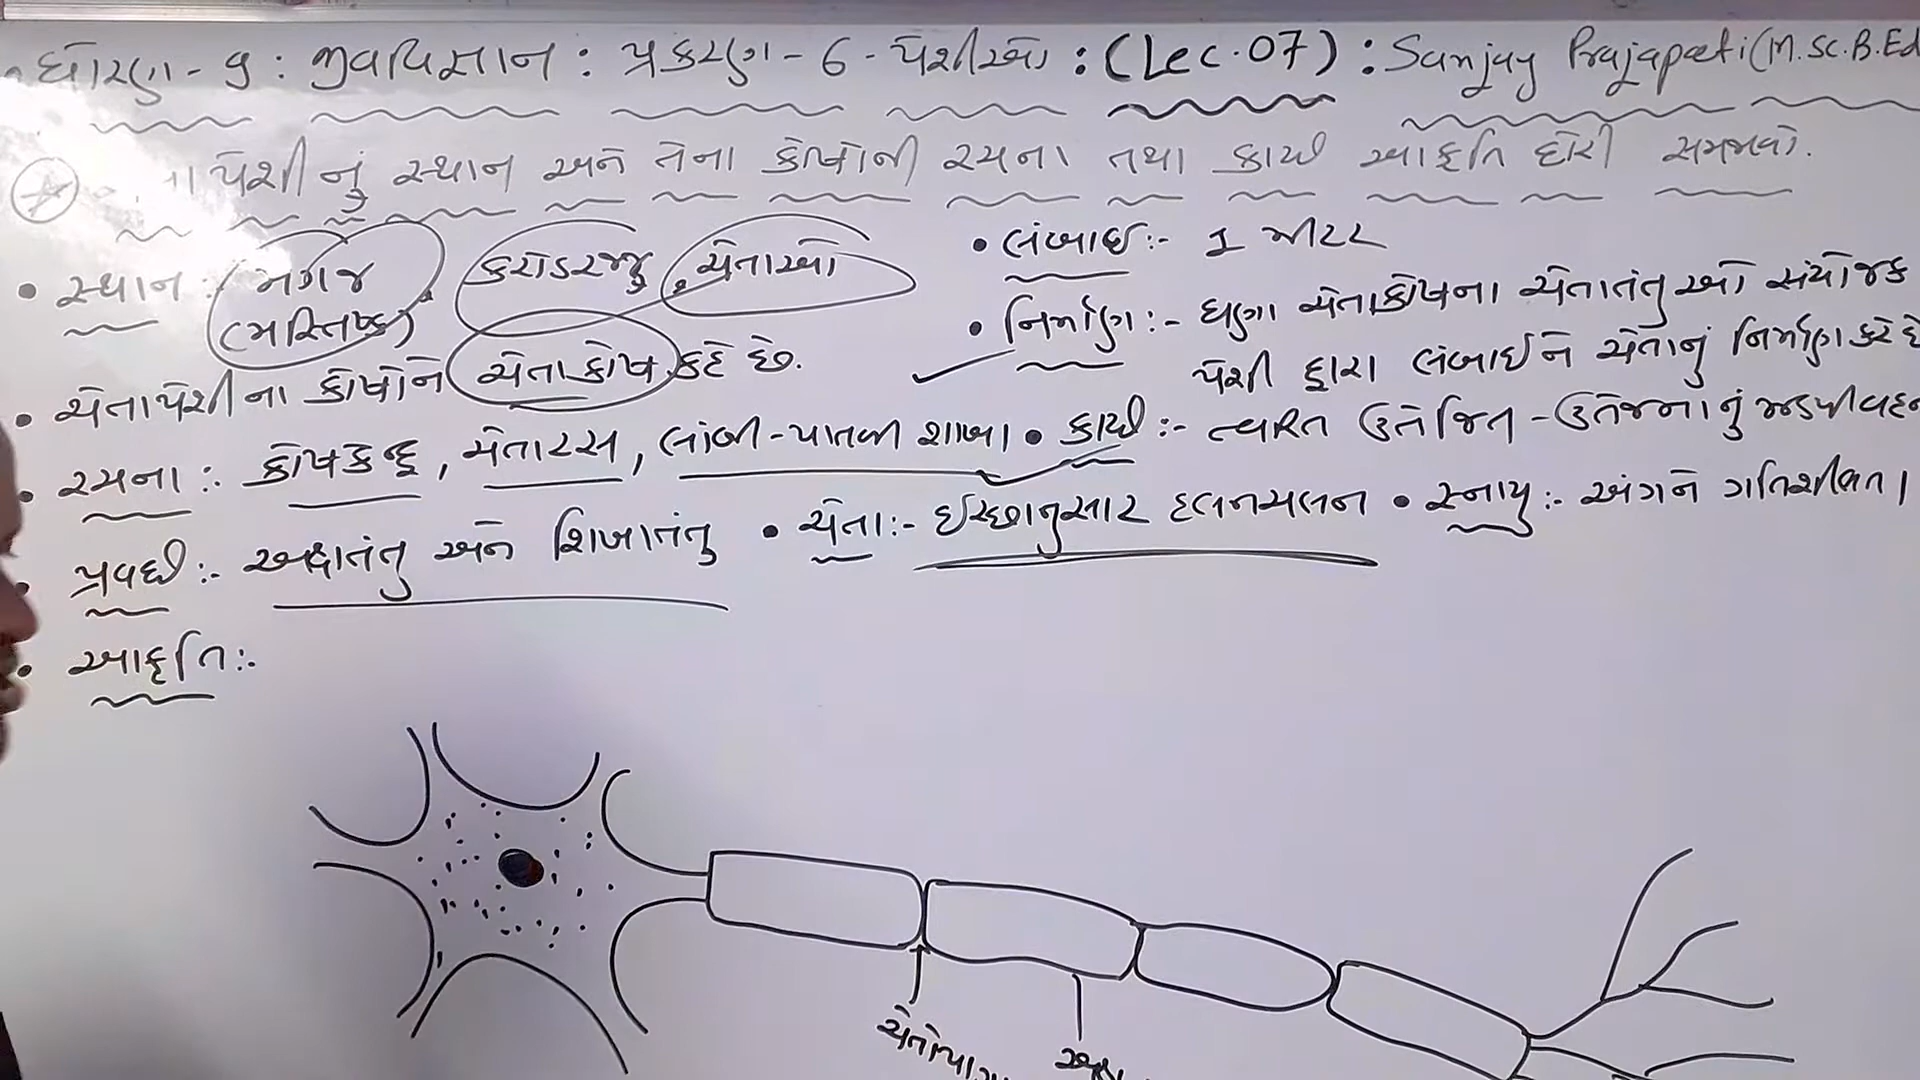 ધોરણ - 9 : જીવવિજ્ઞાન : પ્રકરણ - 6 - પેશીઓ : (Lec.07) : Sanjay Prajapati (M.Sc.B.Ed
પેશીનું સ્થાન અને તેના કોષોની રચના તથા કાર્ય આકૃતિ દોરી સમજાવો.
• સ્થાન : મગજ (મસ્તિષ્ક), કરોડરજ્જુ, ચેતાઓ
• ચેતાપેશીના કોષોને ચેતાકોષ કહે છે.
• રચના :- કોષકેન્દ્ર, ચેતારસ, લાંબી-પાતળી શાખા
• પ્રવર્ધ :- અક્ષતંતુ અને શિખાતંતુ
• લંબાઈ :- 1 મીટર
• નિર્માણ :- ઘણા ચેતાકોષના ચેતાતંતુઓ સંયોજક
પેશી દ્વારા જોડાઈને ચેતાનું નિર્માણ કરે છે
• કાર્ય :- ત્વરિત ઉત્તેજિત - ઉત્તેજનાનું ઝડપી વહન
• ચેતા :- ઈચ્છાનુસાર હલનચલન • સ્નાયુ :- અંગને ગતિશીલતા
• આકૃતિ :-